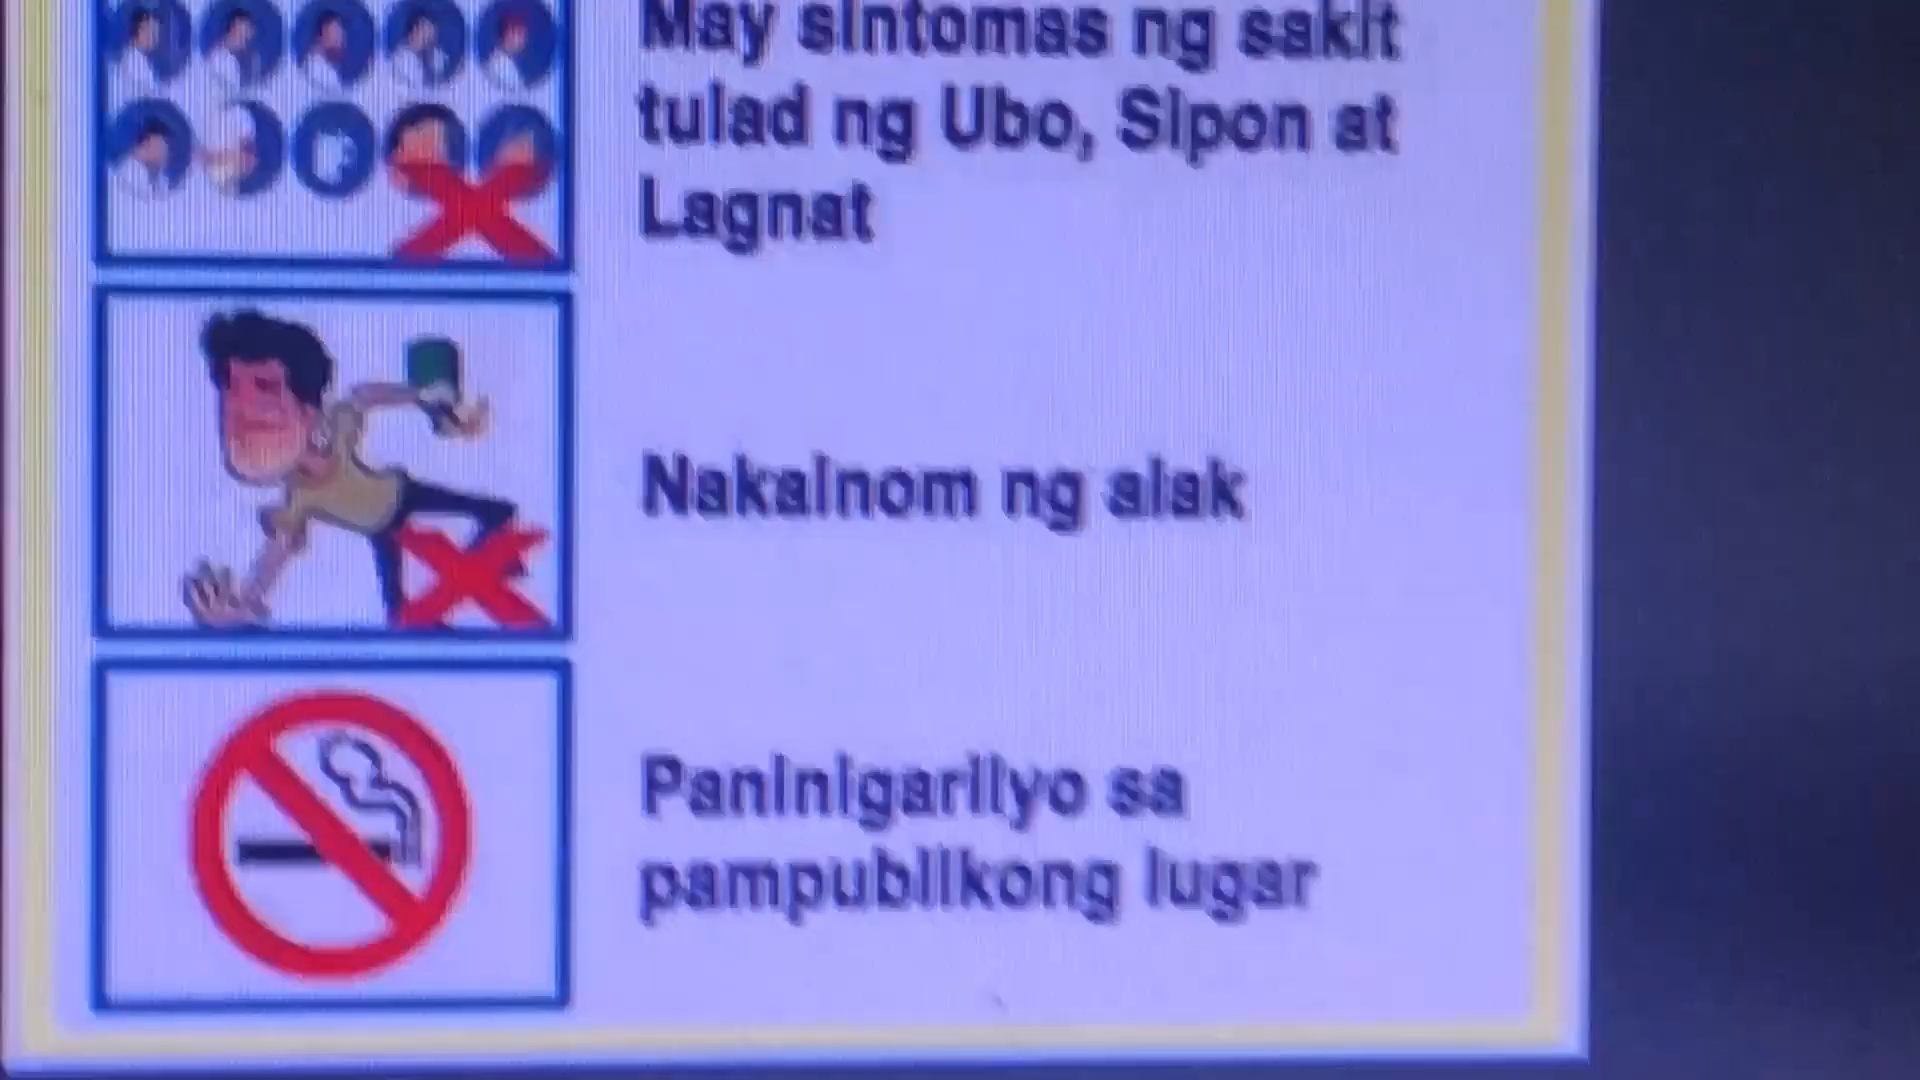 May sintomas ng sakit
tulad ng Ubo, Sipon at
Lagnat
Nakainom ng alak
Paninigarilyo sa
pampublikong lugar